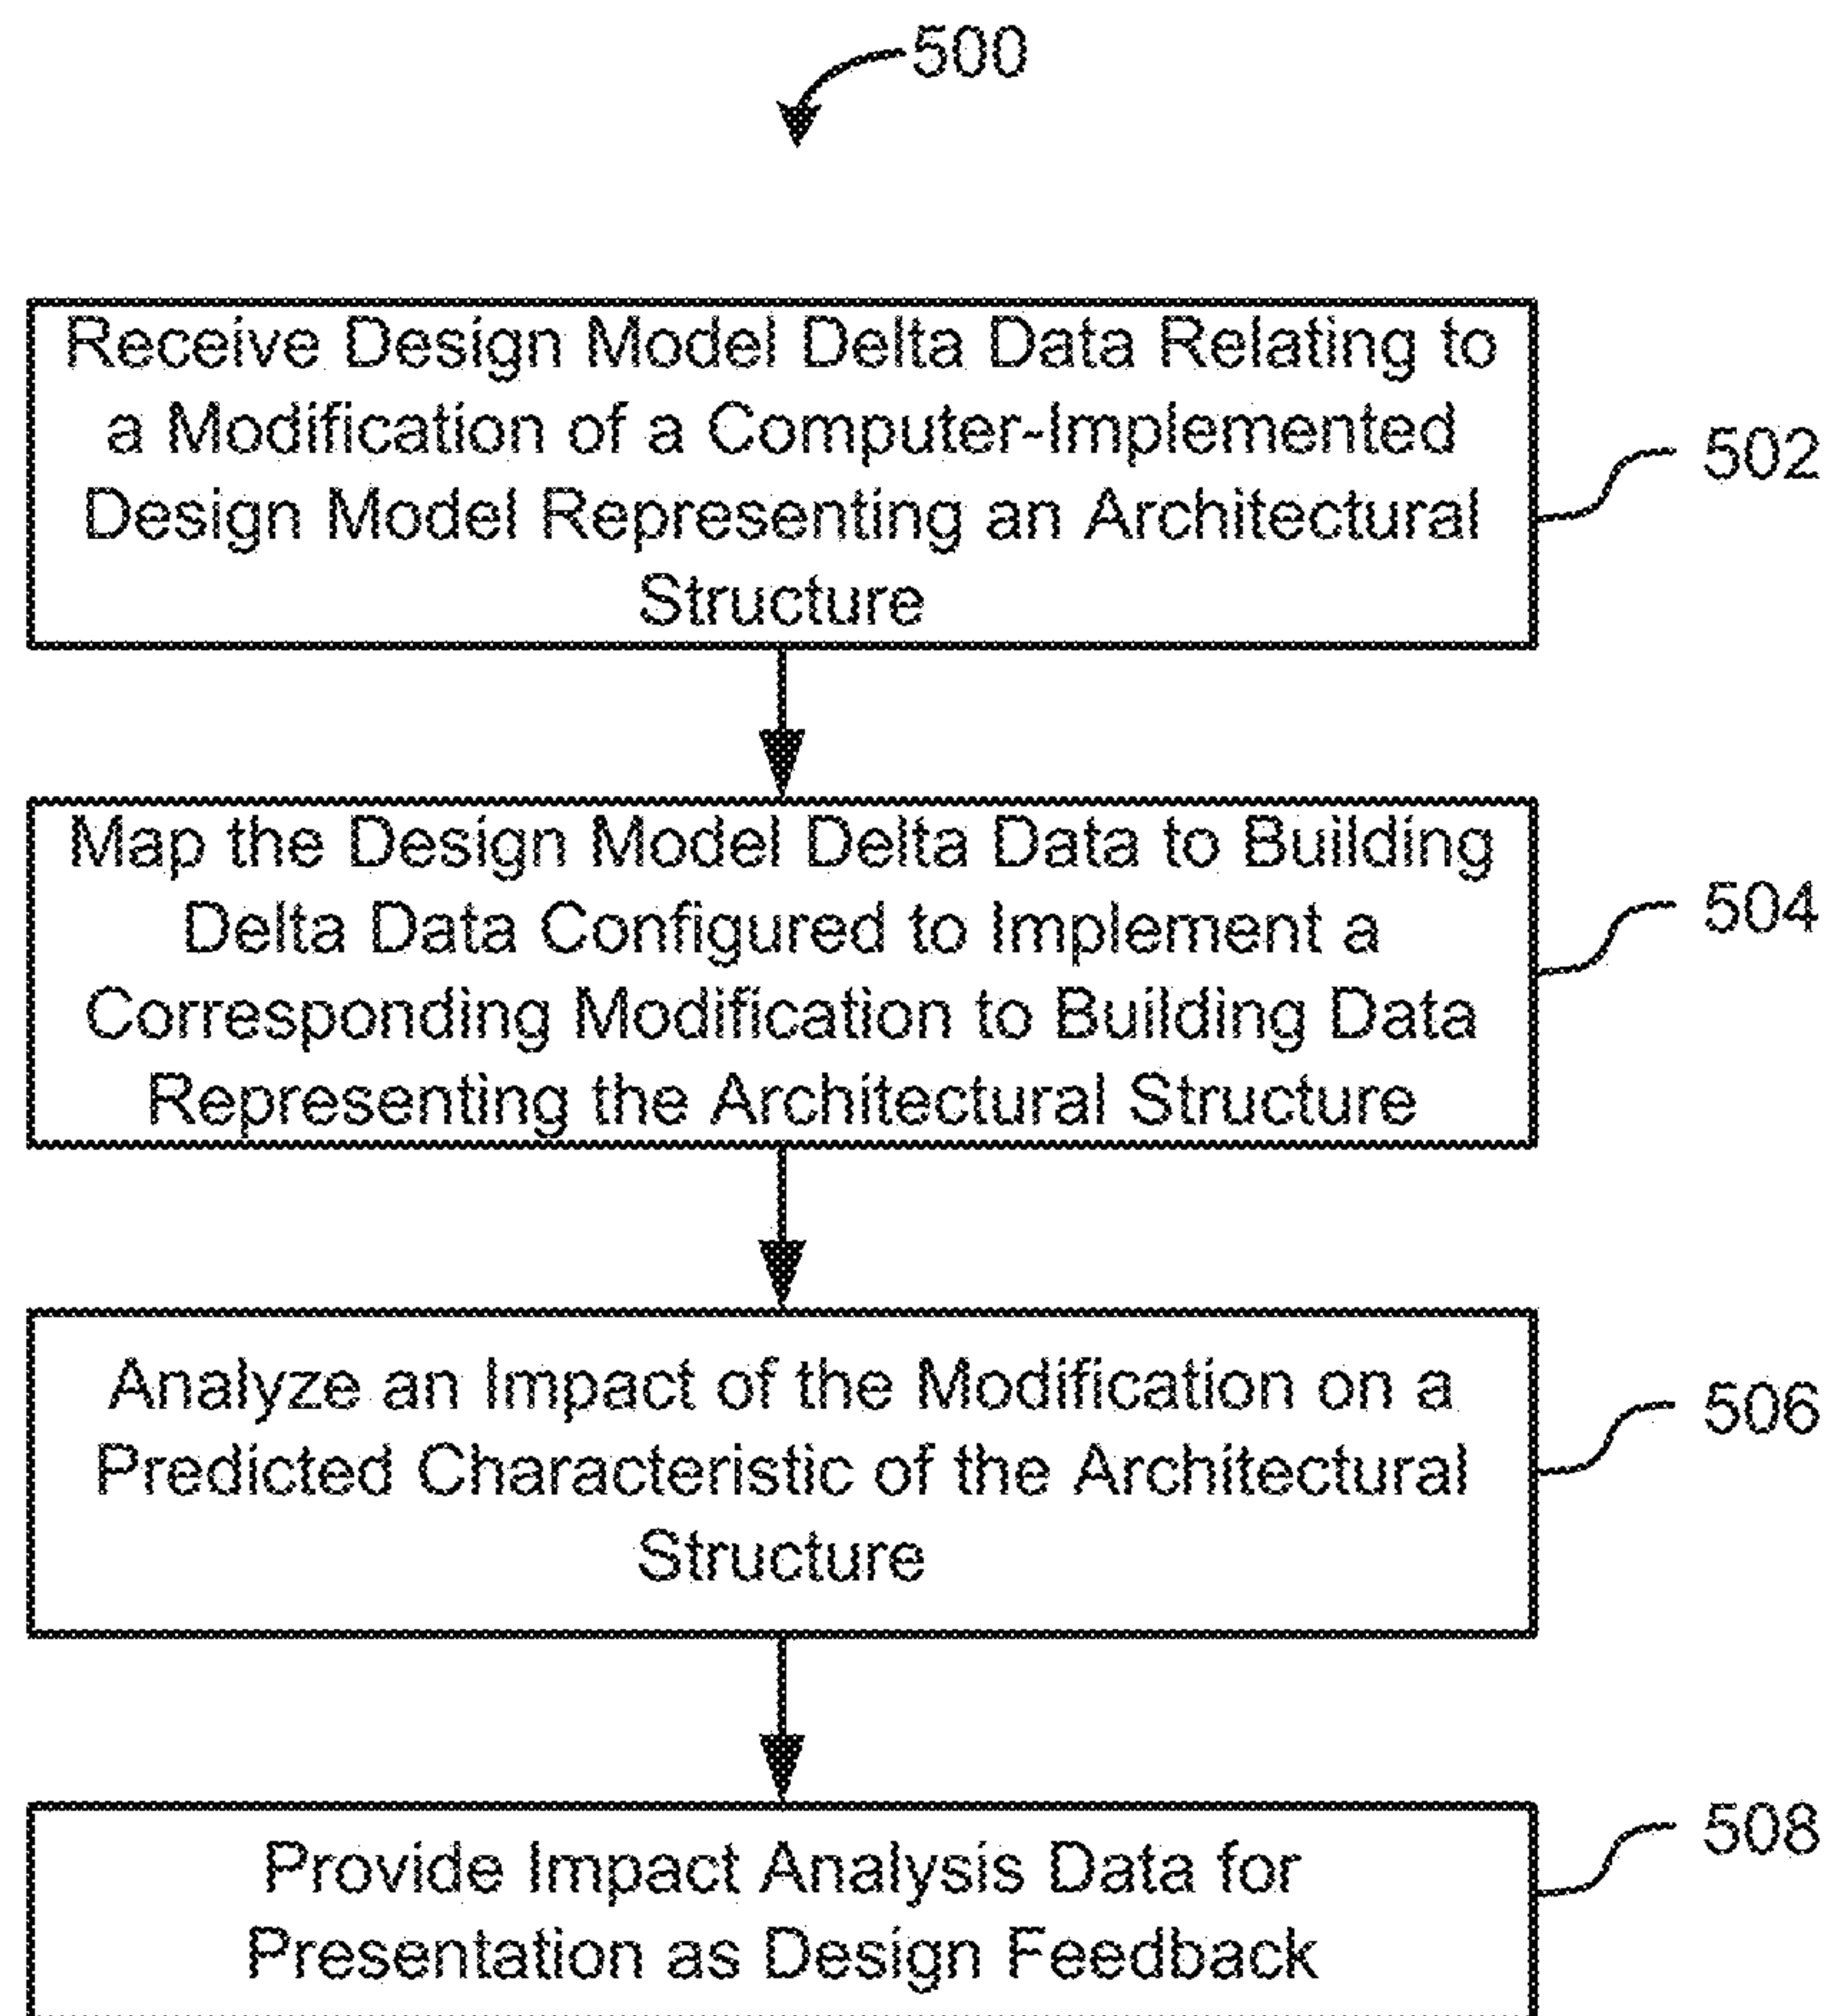 500
Receive Design Model Delta Data Relating to
a Modification of a Computer-Implemented
Design Model Representing an Architectural
Structure
502
Map the Design Model Delta Data to Building
Delta Data Configured to Implement a
Corresponding Modification to Building Data
Representing the Architectural Structure
504
Analyze an Impact of the Modification on a
Predicted Characteristic of the Architectural
Structure
506
Provide Impact Analysis Data for
Presentation as Design Feedback
508